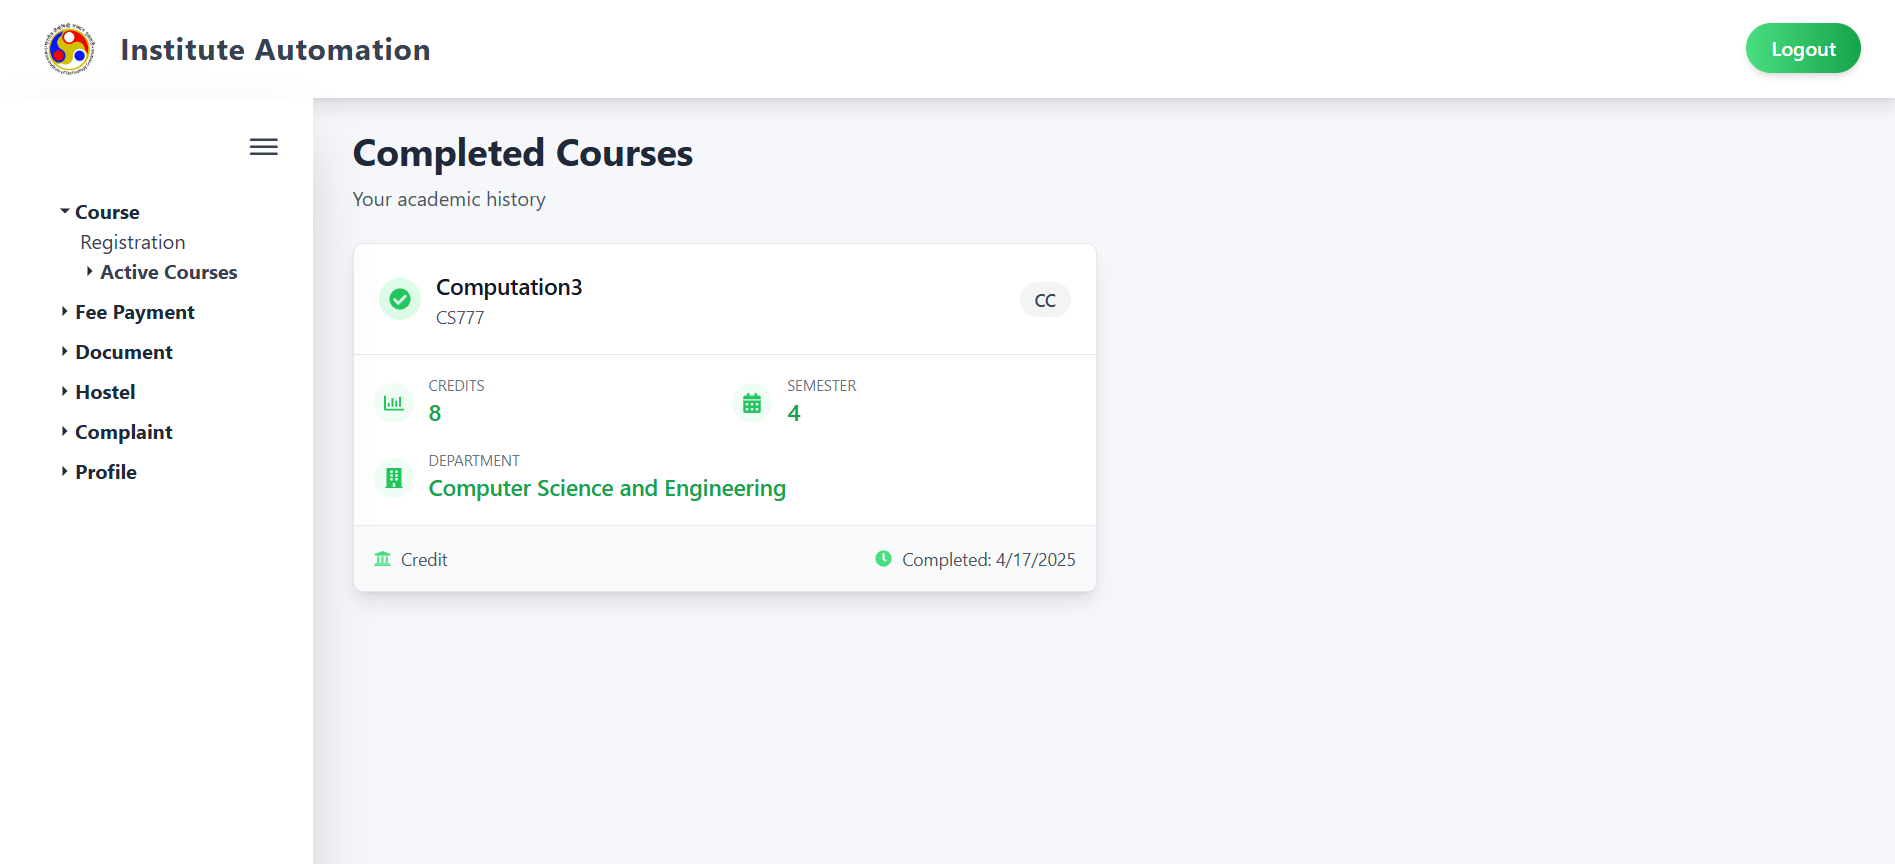 Institute Automation
Logout
Course
Registration
Active Courses
Fee Payment
Document
Hostel
Complaint
Profile
Completed Courses
Your academic history
Computation3
CS777
CC
CREDITS
8
SEMESTER
4
DEPARTMENT
Computer Science and Engineering
Credit
Completed: 4/17/2025